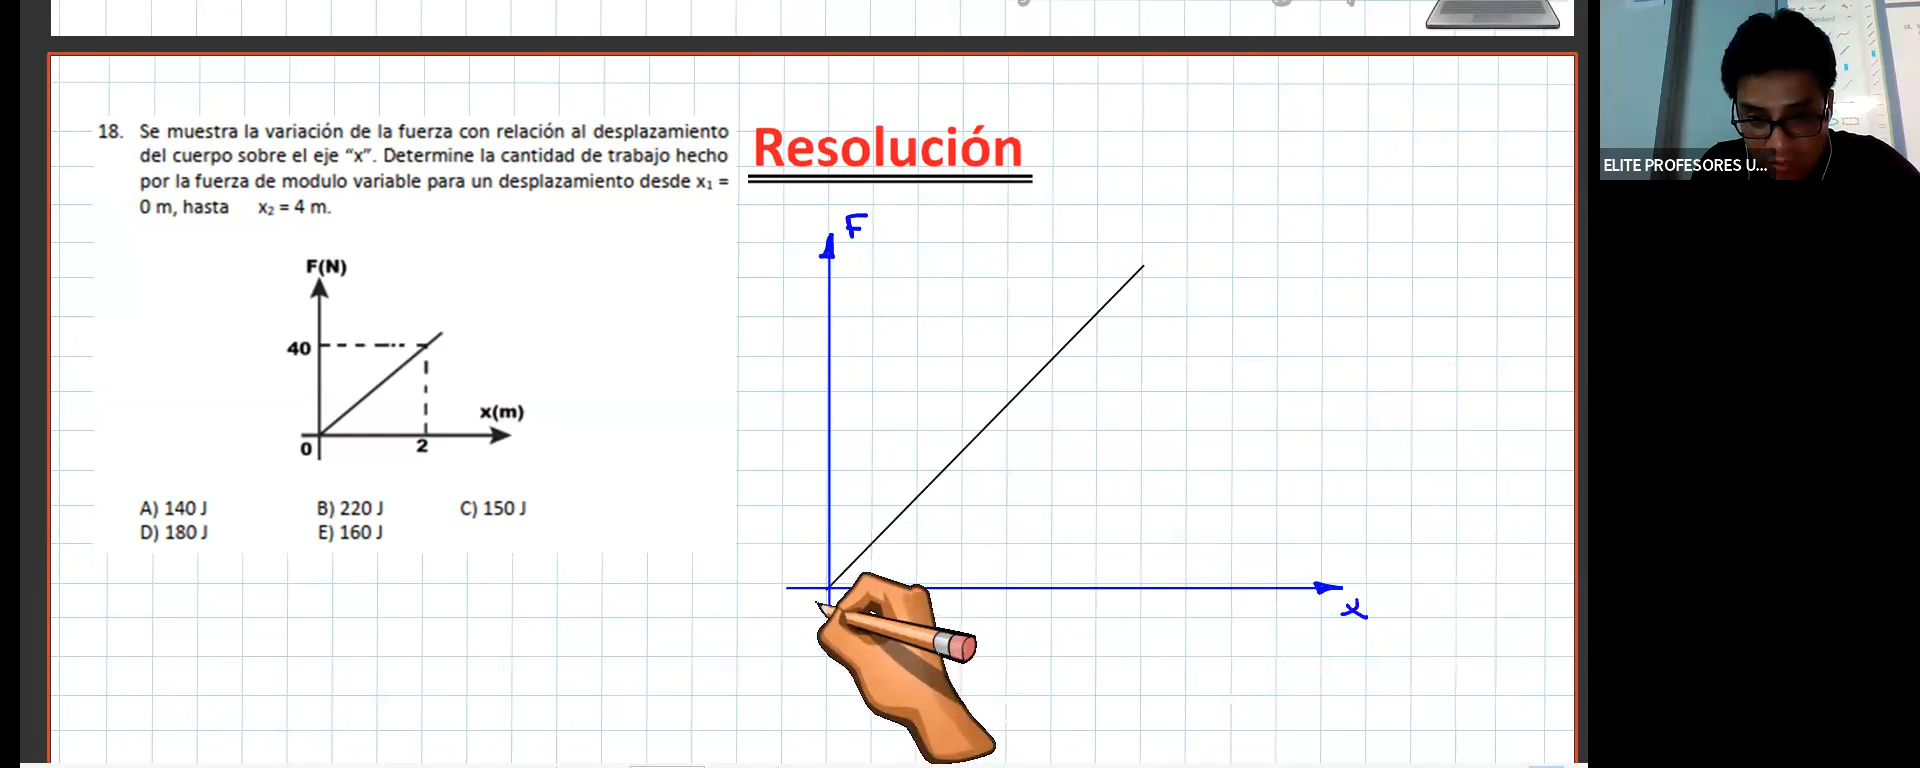 18. Se muestra la variación de la fuerza con relación al desplazamiento
del cuerpo sobre el eje “x”. Determine la cantidad de trabajo hecho
por la fuerza de modulo variable para un desplazamiento desde x₁ =
0 m, hasta x₂ = 4 m.
F(N)
40
x(m)
0
2
A) 140 J B) 220 J C) 150 J
D) 180 J E) 160 J
Resolución
F
x
ELITE PROFESORES U...